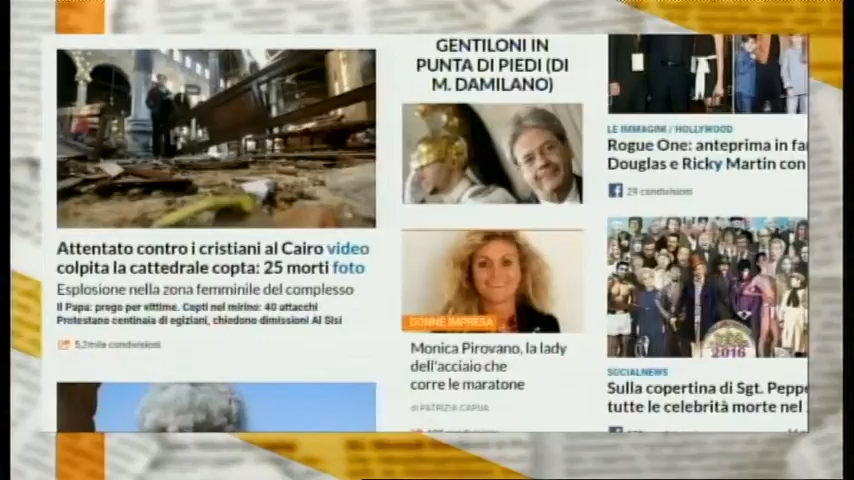 Attentato contro i cristiani al Cairo video
colpita la cattedrale copta: 25 morti foto
Esplosione nella zona femminile del complesso
Il Papa: prego per vittime. Copti nel mirino: 40 attacchi
Protestano centinaia di egiziani, chiedono dimissioni Al Sisi
5,2mila condivisioni
GENTILONI IN
PUNTA DI PIEDI (DI
M. DAMILANO)
DONNE IMPRESA
Monica Pirovano, la lady
dell'acciaio che
corre le maratone
di PATRIZIA CAPUA
LE IMMAGINI / HOLLYWOOD
Rogue One: anteprima in fa
Douglas e Ricky Martin con
condivisioni
2016
SOCIALNEWS
Sulla copertina di Sgt. Peppe
tutte le celebrità morte nel